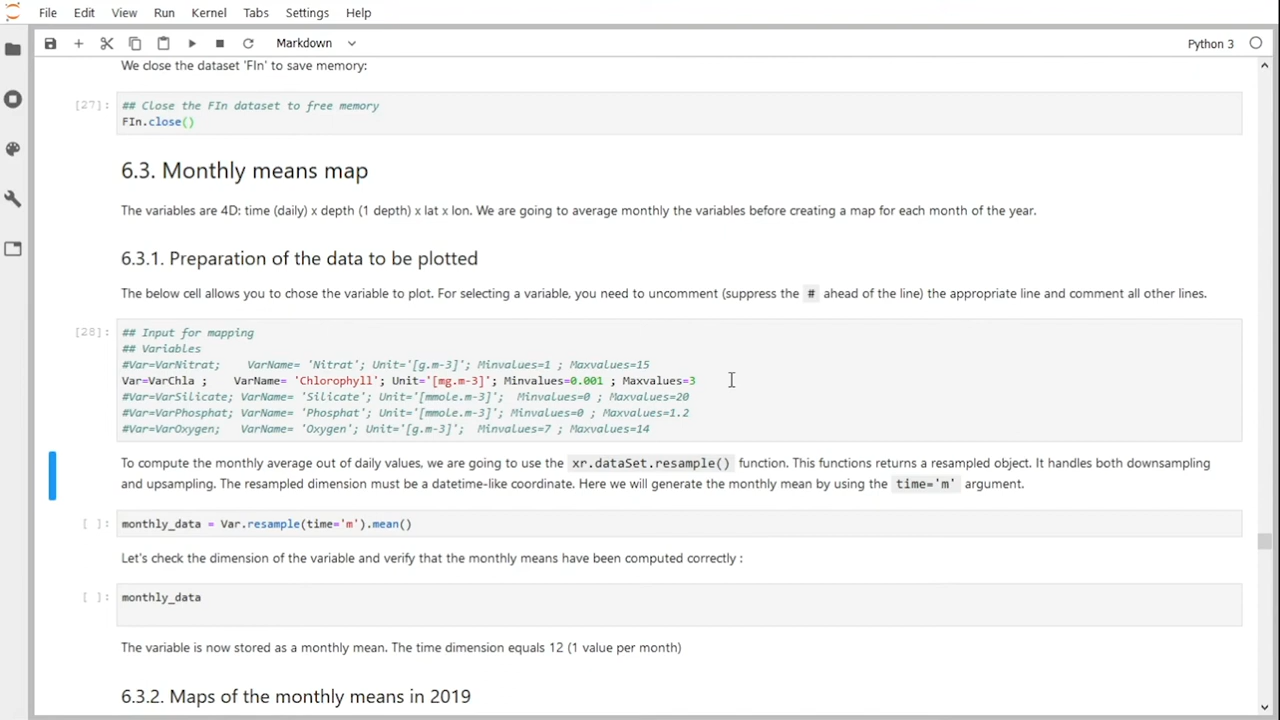 File Edit View Run Kernel Tabs Settings Help
Markdown
Python 3
We close the dataset 'FIn' to save memory:
[27]: ## Close the FIn dataset to free memory
FIn.close()
6.3. Monthly means map
The variables are 4D: time (daily) x depth (1 depth) x lat x lon. We are going to average monthly the variables before creating a map for each month of the year.
6.3.1. Preparation of the data to be plotted
The below cell allows you to chose the variable to plot. For selecting a variable, you need to uncomment (suppress the # ahead of the line) the appropriate line and comment all other lines.
[28]: ## Input for mapping
## Variables
#Var=VarNitrat; VarName= 'Nitrat'; Unit='[g.m-3]'; Minvalues=1 ; Maxvalues=15
Var=VarChla ; VarName= 'Chlorophyll'; Unit='[mg.m-3]'; Minvalues=0.001 ; Maxvalues=3
#Var=VarSilicate; VarName= 'Silicate'; Unit='[mmole.m-3]'; Minvalues=0 ; Maxvalues=20
#Var=VarPhosphat; VarName= 'Phosphat'; Unit='[mmole.m-3]'; Minvalues=0 ; Maxvalues=1.2
#Var=VarOxygen; VarName= 'Oxygen'; Unit='[g.m-3]'; Minvalues=7 ; Maxvalues=14
To compute the monthly average out of daily values, we are going to use the xr.dataSet.resample() function. This functions returns a resampled object. It handles both downsampling
and upsampling. The resampled dimension must be a datetime-like coordinate. Here we will generate the monthly mean by using the time='m' argument.
[ ]: monthly_data = Var.resample(time='m').mean()
Let's check the dimension of the variable and verify that the monthly means have been computed correctly :
[ ]: monthly_data
The variable is now stored as a monthly mean. The time dimension equals 12 (1 value per month)
6.3.2. Maps of the monthly means in 2019